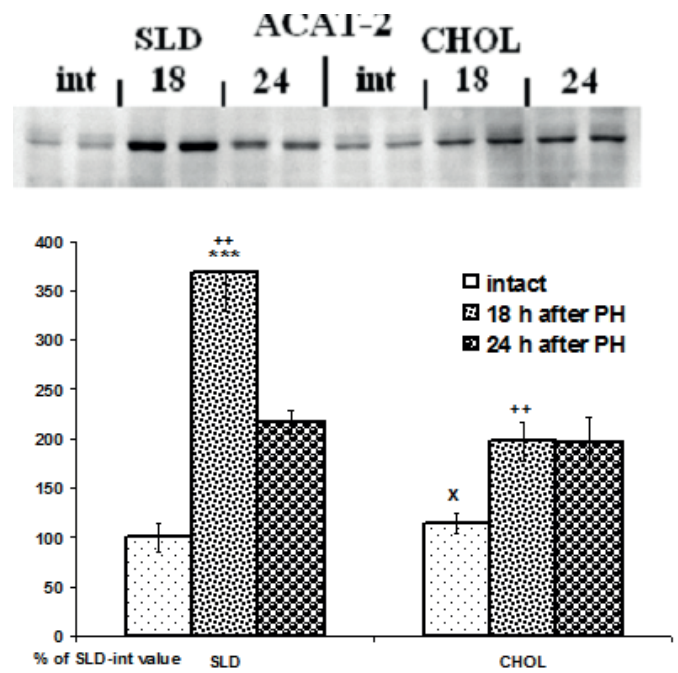 ACAT-2
SLD CHOL
int 18 24 int 18 24
400
350
300
250
200
150
100
50
0
++
***
++
x
intact
18 h after PH
24 h after PH
% of SLD-int value SLD CHOL